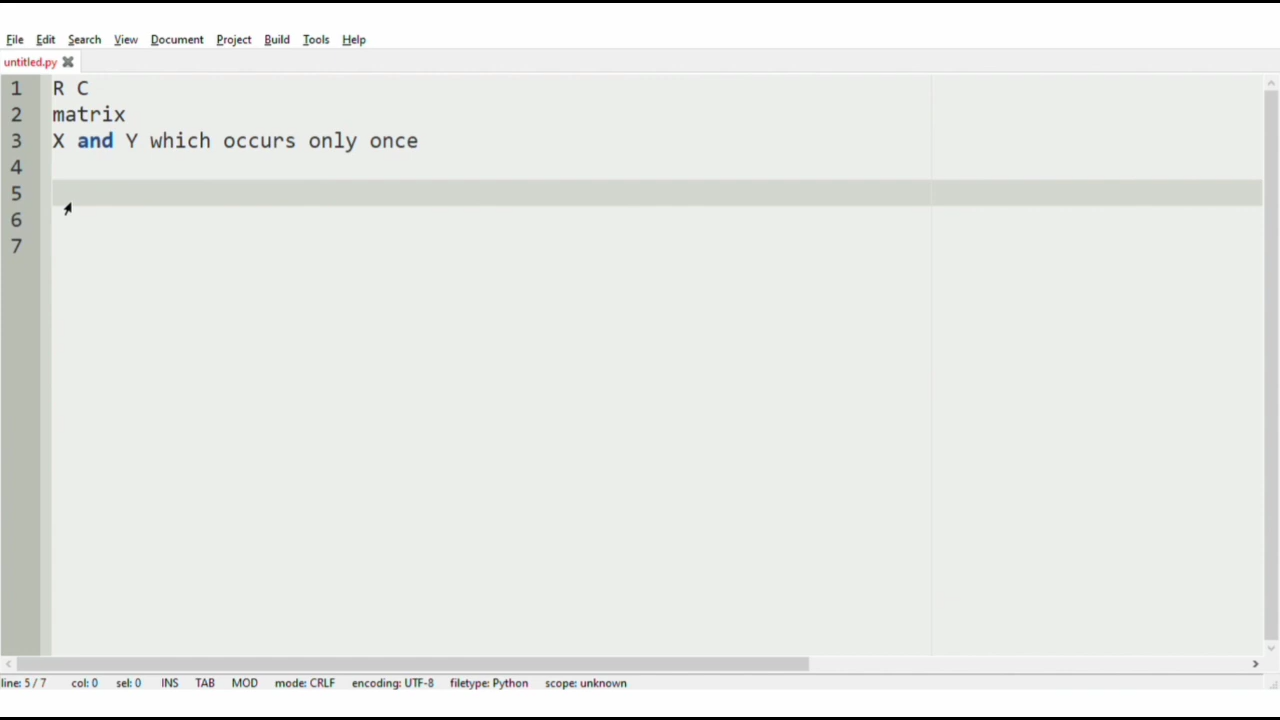 File Edit Search View Document Project Build Tools Help
untitled.py
1 R C
2 matrix
3 X and Y which occurs only once
4
5
6
7
line: 5 / 7 col: 0 sel: 0 INS TAB MOD mode: CRLF encoding: UTF-8 filetype: Python scope: unknown